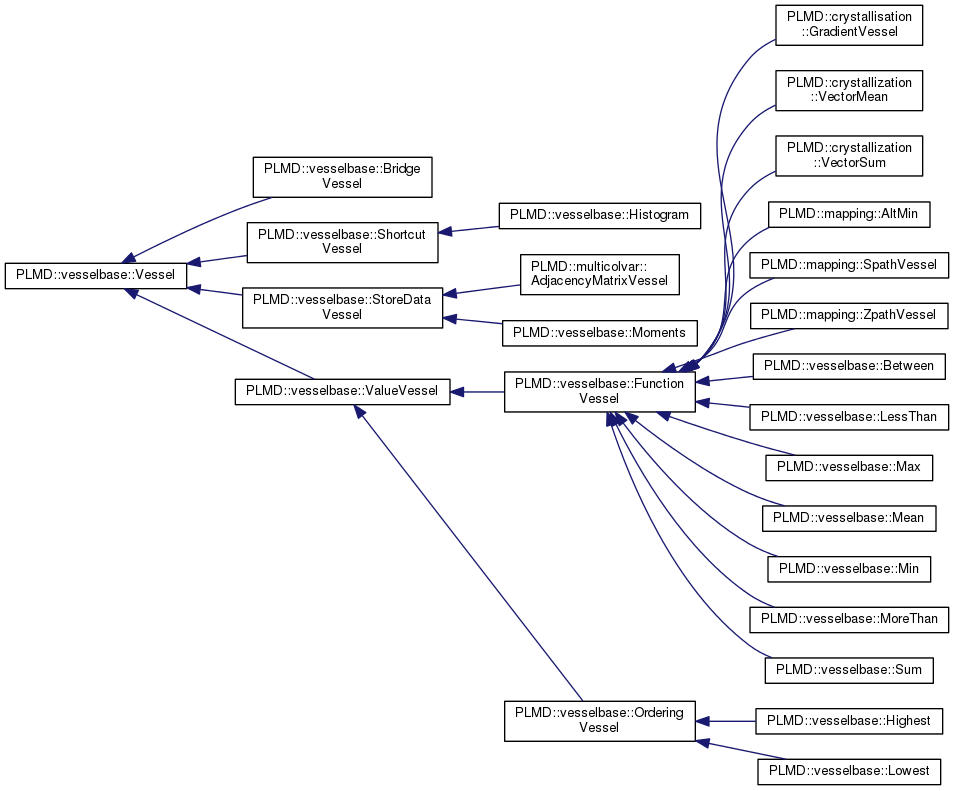 PLMD::crystallisation
::GradientVessel
PLMD::crystallization
::VectorMean
PLMD::crystallization
::VectorSum
PLMD::vesselbase::Bridge
Vessel
PLMD::mapping::AltMin
PLMD::vesselbase::Histogram
PLMD::vesselbase::Shortcut
Vessel
PLMD::mapping::SpathVessel
PLMD::multicolvar::
AdjacencyMatrixVessel
PLMD::vesselbase::Vessel
PLMD::vesselbase::StoreData
Vessel
PLMD::mapping::ZpathVessel
PLMD::vesselbase::Moments
PLMD::vesselbase::Between
PLMD::vesselbase::ValueVessel
PLMD::vesselbase::Function
Vessel
PLMD::vesselbase::LessThan
PLMD::vesselbase::Max
PLMD::vesselbase::Mean
PLMD::vesselbase::Min
PLMD::vesselbase::MoreThan
PLMD::vesselbase::Sum
PLMD::vesselbase::Ordering
Vessel
PLMD::vesselbase::Highest
PLMD::vesselbase::Lowest